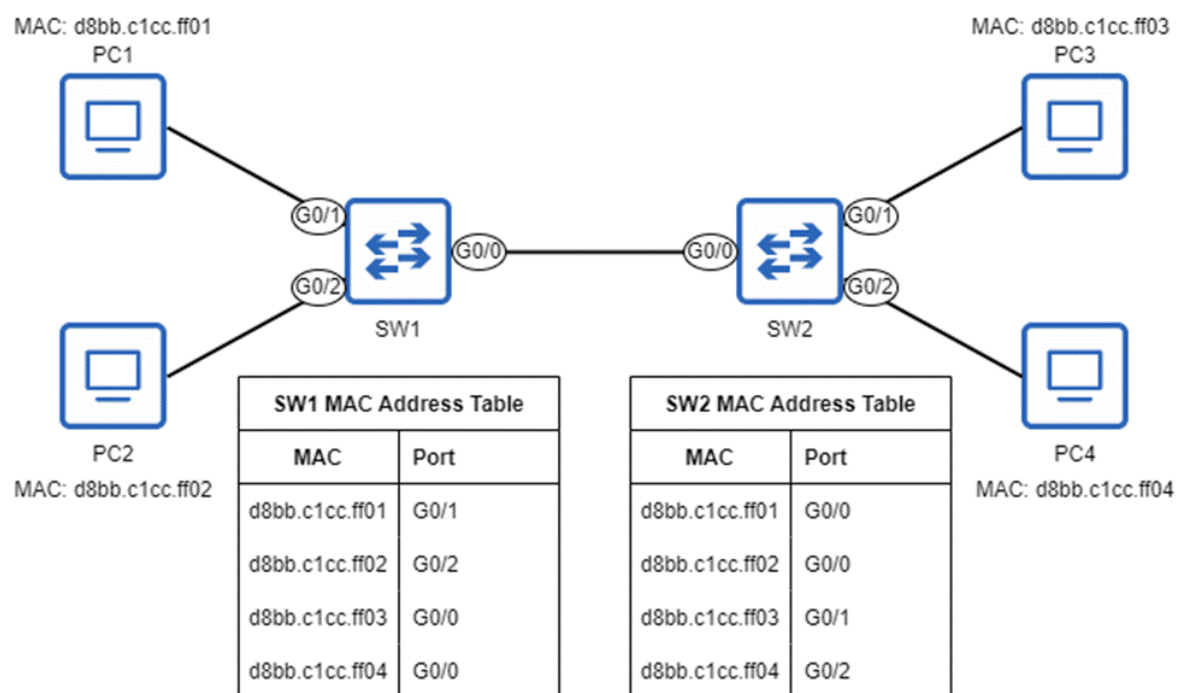 MAC: d8bb.c1cc.ff01
PC1
MAC: d8bb.c1cc.ff03
PC3
G0/1
G0/0
G0/2
SW1
G0/0
G0/1
G0/2
SW2
PC2
MAC: d8bb.c1cc.ff02
PC4
MAC: d8bb.c1cc.ff04
SW1 MAC Address Table
MAC Port
d8bb.c1cc.ff01 G0/1
d8bb.c1cc.ff02 G0/2
d8bb.c1cc.ff03 G0/0
d8bb.c1cc.ff04 G0/0
SW2 MAC Address Table
MAC Port
d8bb.c1cc.ff01 G0/0
d8bb.c1cc.ff02 G0/0
d8bb.c1cc.ff03 G0/1
d8bb.c1cc.ff04 G0/2